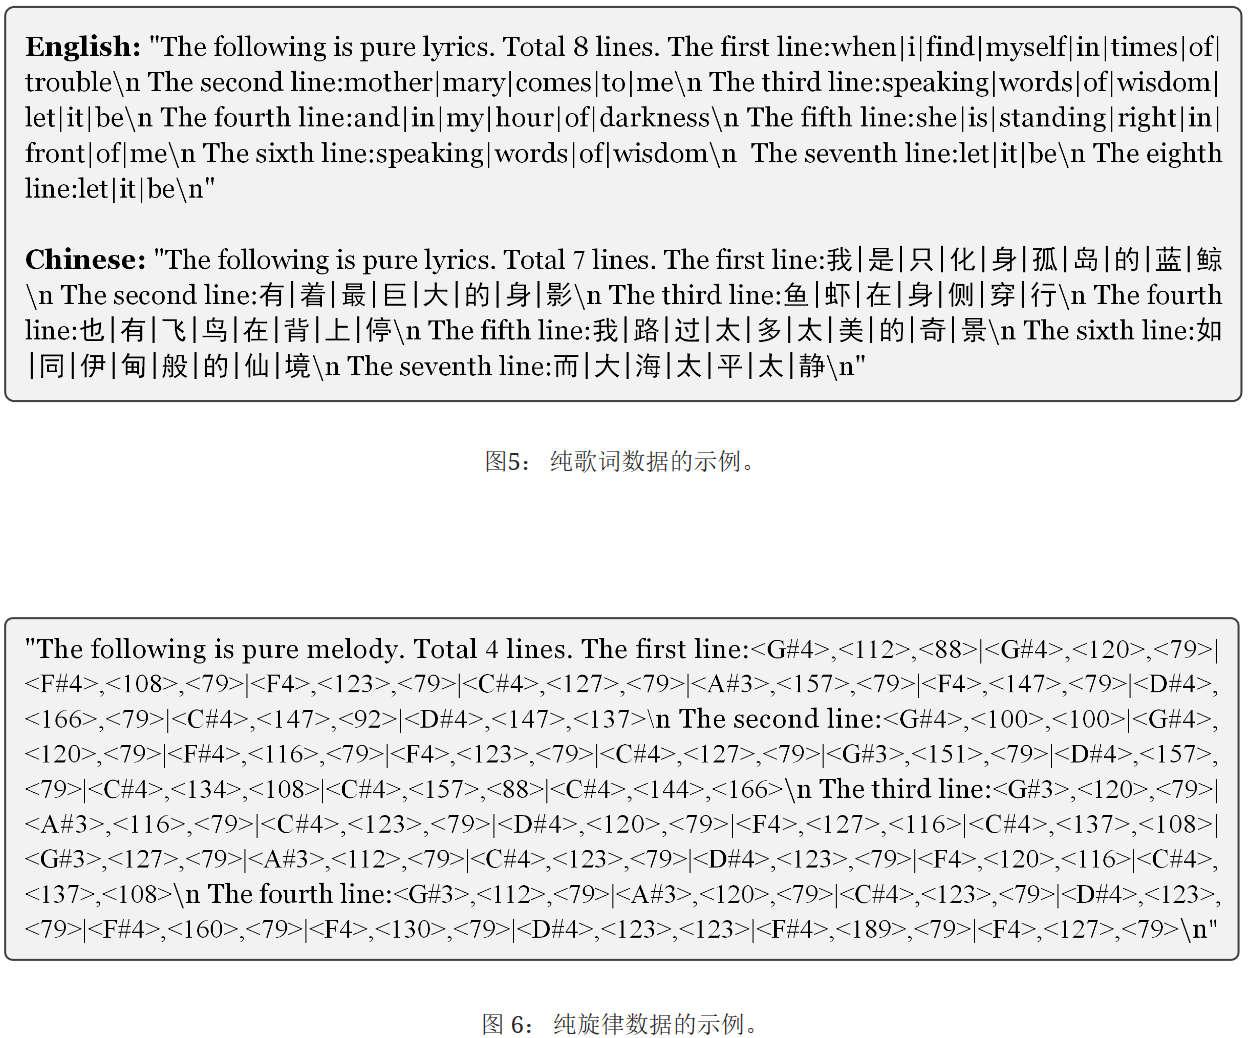 English: "The following is pure lyrics. Total 8 lines. The first line:when|i|find|myself|in|times|of|
trouble\n The second line:mother|mary|comes|to|me\n The third line:speaking|words|of|wisdom|
let|it|be\n The fourth line:and|in|my|hour|of|darkness\n The fifth line:she|is|standing|right|in|
front|of|me\n The sixth line:speaking|words|of|wisdom\n The seventh line:let|it|be\n The eighth
line:let|it|be\n"
Chinese: "The following is pure lyrics. Total 7 lines. The first line:我|是|只|化|身|孤|岛|的|蓝|鲸
\n The second line:有|着|最|巨|大|的|身|影\n The third line:鱼|虾|在|身|侧|穿|行\n The fourth
line:也|有|飞|鸟|在|背|上|停\n The fifth line:我|路|过|太|多|太|美|的|奇|景\n The sixth line:如
|同|伊|甸|般|的|仙|境\n The seventh line:而|大|海|太|平|太|静\n"
图5： 纯歌词数据的示例。
"The following is pure melody. Total 4 lines. The first line:<G#4>,<112>,<88>|<G#4>,<120>,<79>|
<F#4>,<108>,<79>|<F4>,<123>,<79>|<C#4>,<127>,<79>|<A#3>,<157>,<79>|<F4>,<147>,<79>|<D#4>,
<166>,<79>|<C#4>,<147>,<92>|<D#4>,<147>,<137>\n The second line:<G#4>,<100>,<100>|<G#4>,
<120>,<79>|<F#4>,<116>,<79>|<F4>,<123>,<79>|<C#4>,<127>,<79>|<G#3>,<151>,<79>|<D#4>,<157>,
<79>|<C#4>,<134>,<108>|<C#4>,<157>,<88>|<C#4>,<144>,<166>\n The third line:<G#3>,<120>,<79>|
<A#3>,<116>,<79>|<C#4>,<123>,<79>|<D#4>,<120>,<79>|<F4>,<127>,<116>|<C#4>,<137>,<108>|
<G#3>,<127>,<79>|<A#3>,<112>,<79>|<C#4>,<123>,<79>|<D#4>,<123>,<79>|<F4>,<120>,<116>|<C#4>,
<137>,<108>\n The fourth line:<G#3>,<112>,<79>|<A#3>,<120>,<79>|<C#4>,<123>,<79>|<D#4>,<123>,
<79>|<F#4>,<160>,<79>|<F4>,<130>,<79>|<D#4>,<123>,<123>|<F#4>,<189>,<79>|<F4>,<127>,<79>\n"
图 6： 纯旋律数据的示例。